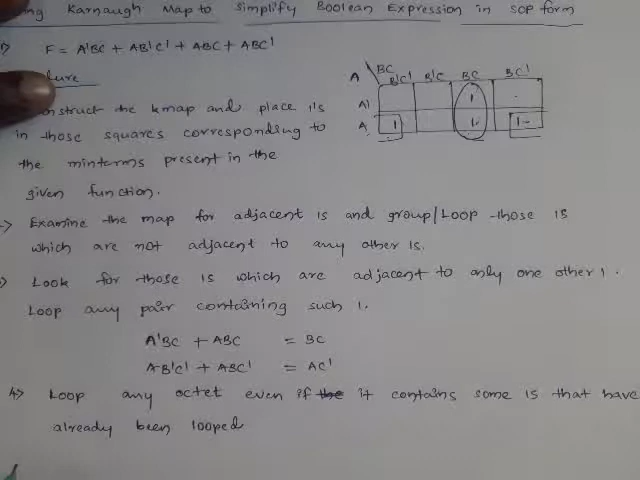 ing Karnaugh Map to Simplify Boolean Expression in SOP form
F = A'BC + AB'C' + ABC + ABC'
dure
A BC B'C' B'C BC BC'
A' 1
A 1 1 1
onstruct the kmap and place 1's
in those squares corresponding to
the minterms present in the
given function.
Examine the map for adjacent 1s and group/Loop those 1s
which are not adjacent to any other 1s.
Look for those 1s which are adjacent to only one other 1.
Loop any pair containing such 1.
A'BC + ABC = BC
AB'C' + ABC' = AC'
4> Loop any octet even if the it contains some 1s that have
already been looped